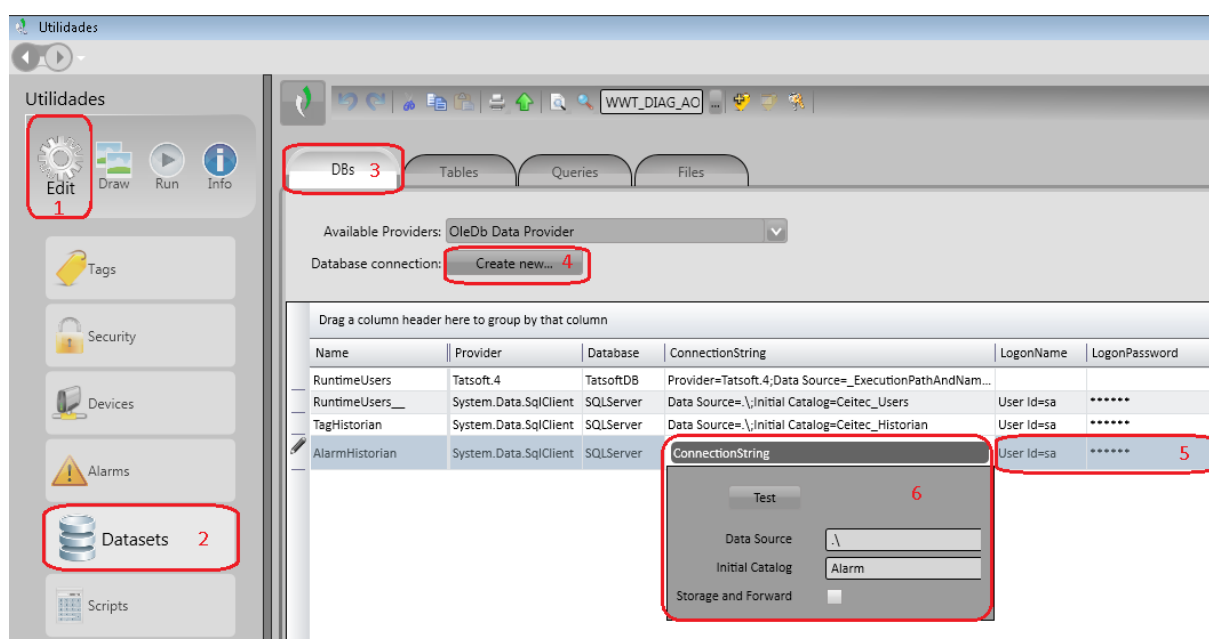 Utilidades
Utilidades
WWT_DIAG_AO ...
Edit Draw Run Info
1
Tags
Security
Devices
Alarms
Datasets 2
Scripts
DBs 3 Tables Queries Files
Available Providers: OleDb Data Provider
Database connection: Create new... 4
Drag a column header here to group by that column
Name Provider Database ConnectionString LogonName LogonPassword
RuntimeUsers Tatsoft.4 TatsoftDB Provider=Tatsoft.4;Data Source=_ExecutionPathAndNam...
RuntimeUsers__ System.Data.SqlClient SQLServer Data Source=.\;Initial Catalog=Ceitec_Users User Id=sa ••••••
TagHistorian System.Data.SqlClient SQLServer Data Source=.\;Initial Catalog=Ceitec_Historian User Id=sa ••••••
AlarmHistorian System.Data.SqlClient SQLServer ConnectionString User Id=sa •••••• 5
Test 6
Data Source .\
Initial Catalog Alarm
Storage and Forward